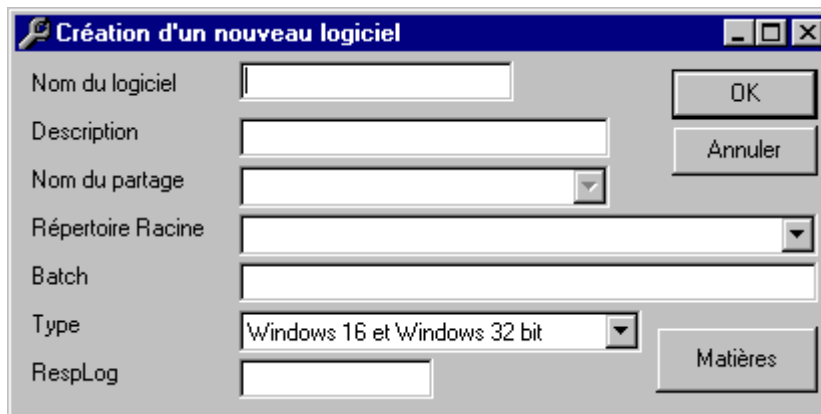 Création d'un nouveau logiciel
Nom du logiciel
OK
Description
Annuler
Nom du partage
Répertoire Racine
Batch
Type
Windows 16 et Windows 32 bit
Matières
RespLog